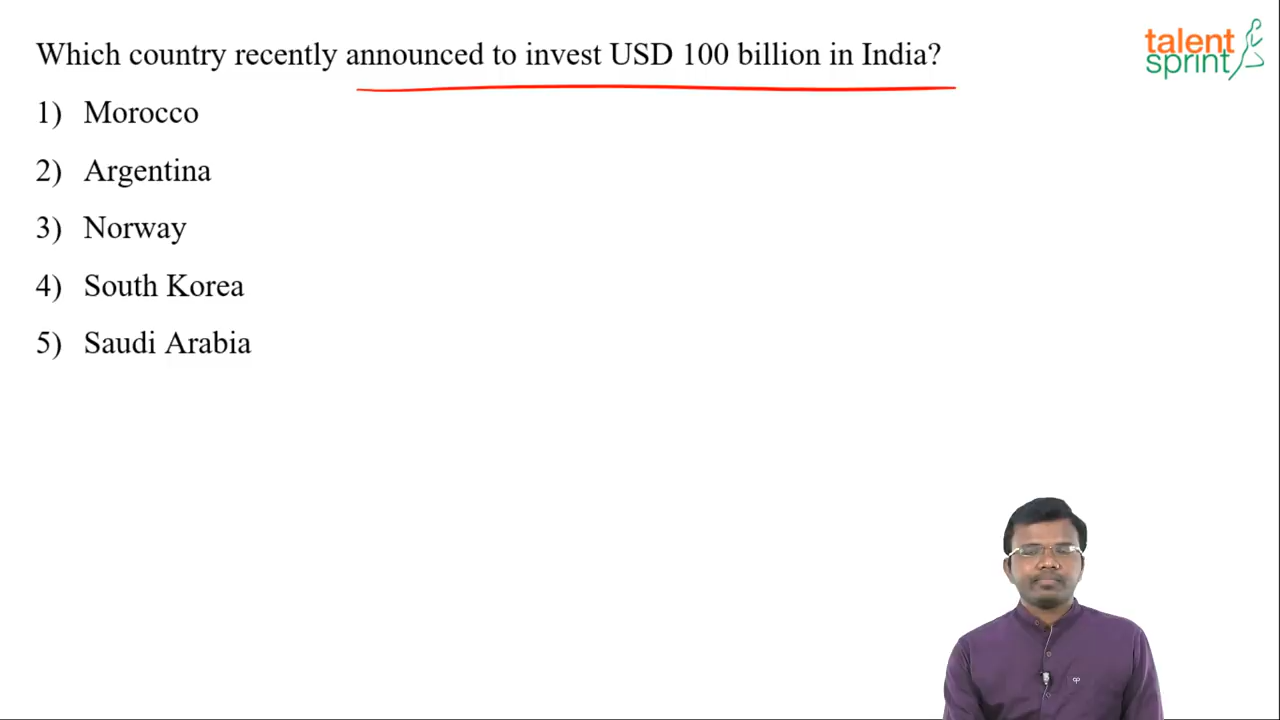 Which country recently announced to invest USD 100 billion in India?
talent
sprint
1) Morocco
2) Argentina
3) Norway
4) South Korea
5) Saudi Arabia